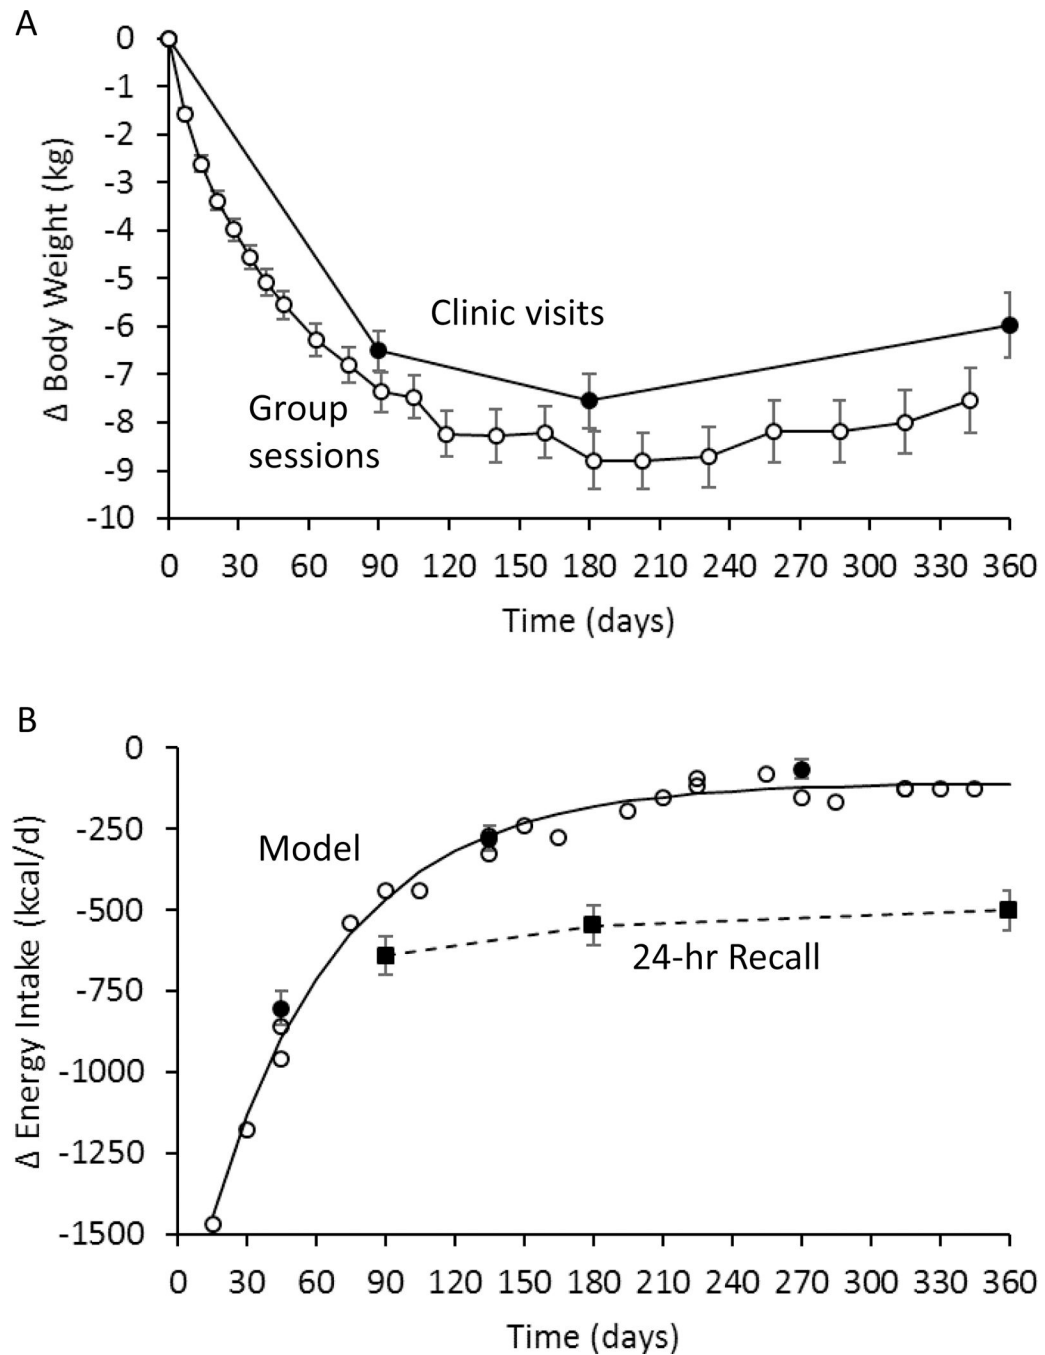 A
Δ Body Weight (kg)
0
-1
-2
-3
-4
-5
-6
-7
-8
-9
-10
Clinic visits
Group
sessions
0 30 60 90 120 150 180 210 240 270 300 330 360
Time (days)
B
Δ Energy Intake (kcal/d)
0
-250
-500
-750
-1000
-1250
-1500
Model
24-hr Recall
0 30 60 90 120 150 180 210 240 270 300 330 360
Time (days)